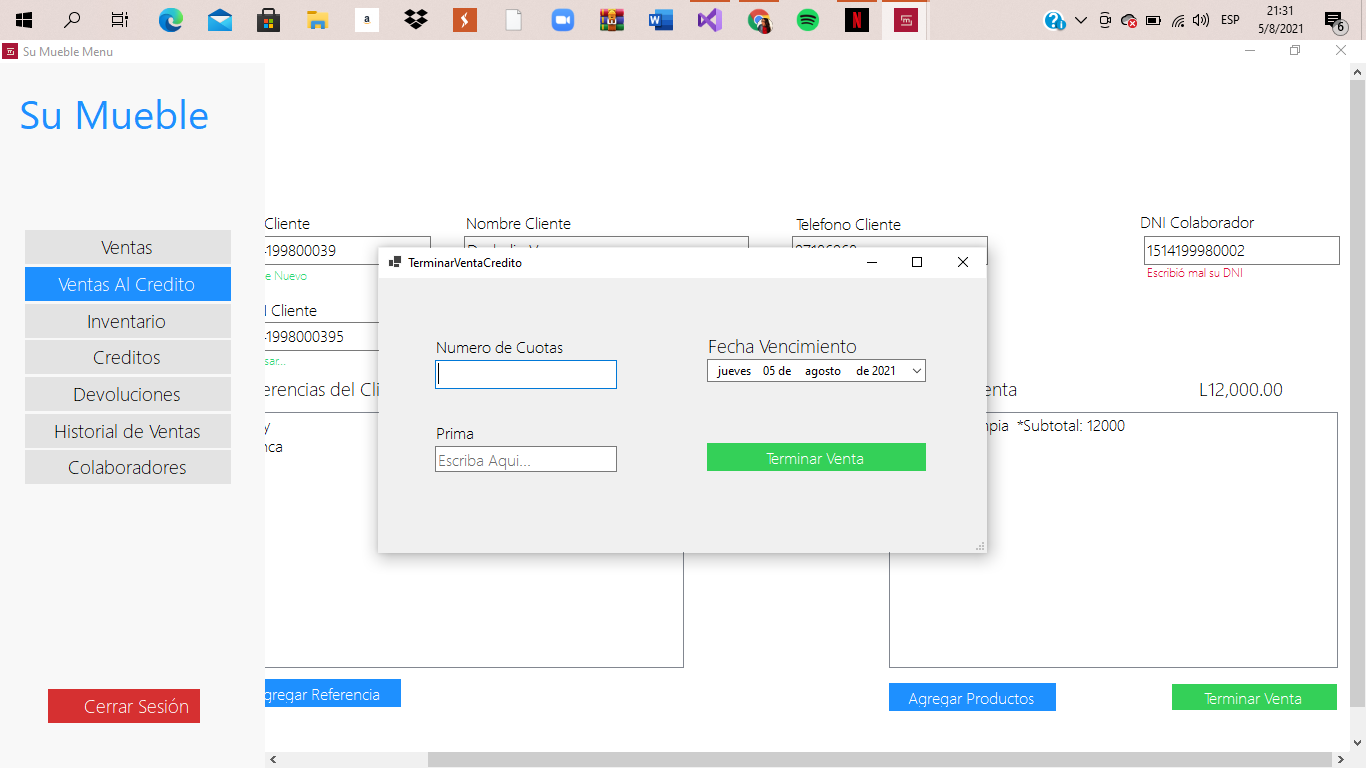 21:31
ESP
5/8/2021
6
Su Mueble Menu
Su Mueble
Ventas
Ventas Al Credito
Inventario
Creditos
Devoluciones
Historial de Ventas
Colaboradores
Cerrar Sesión
Cliente
199800039
e Nuevo
Nombre Cliente
Telefono Cliente
DNI Colaborador
1514199980002
Escribió mal su DNI
Cliente
1998000395
sar...
erencias del Cli
y
nca
gregar Referencia
TerminarVentaCredito
Numero de Cuotas
Fecha Vencimiento
jueves 05 de agosto de 2021
Prima
Escriba Aqui...
Terminar Venta
enta
L12,000.00
mpia *Subtotal: 12000
Agregar Productos
Terminar Venta